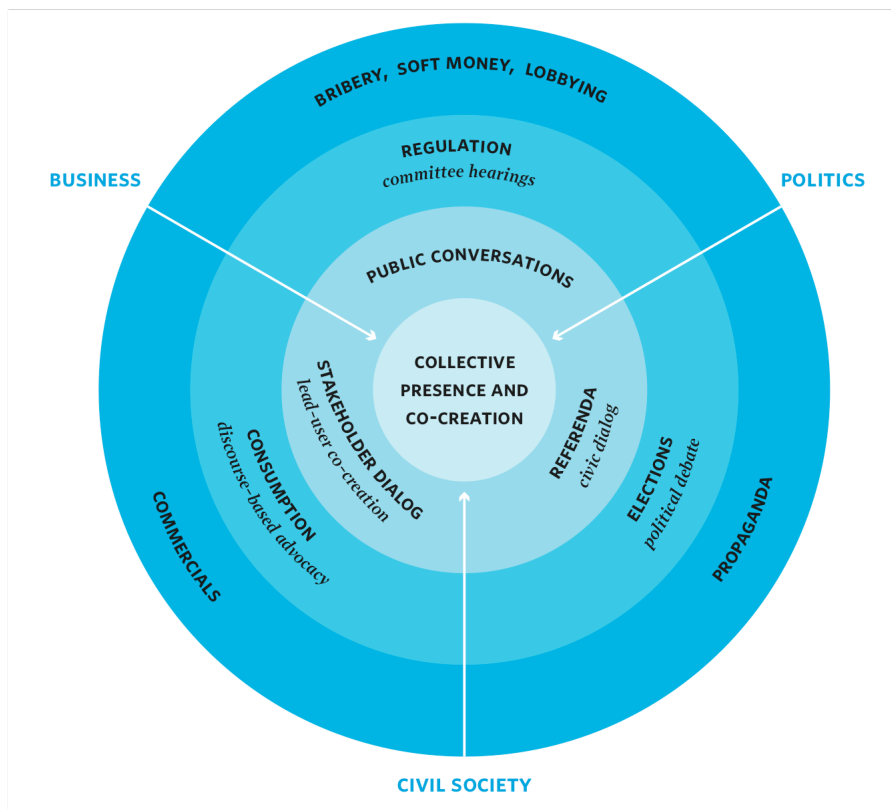 BRIBERY, SOFT MONEY, LOBBYING
REGULATION
committee hearings
BUSINESS
POLITICS
PUBLIC CONVERSATIONS
COLLECTIVE
PRESENCE AND
CO-CREATION
STAKEHOLDER DIALOG
lead-user co-creation
REFERENDA
civic dialog
CONSUMPTION
discourse-based advocacy
ELECTIONS
political debate
COMMERCIALS
PROPAGANDA
CIVIL SOCIETY